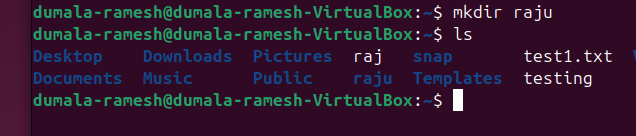 dumala-ramesh@dumala-ramesh-VirtualBox:~$ mkdir raju
dumala-ramesh@dumala-ramesh-VirtualBox:~$ ls
Desktop Downloads Pictures raj snap test1.txt
Documents Music Public raju Templates testing
dumala-ramesh@dumala-ramesh-VirtualBox:~$